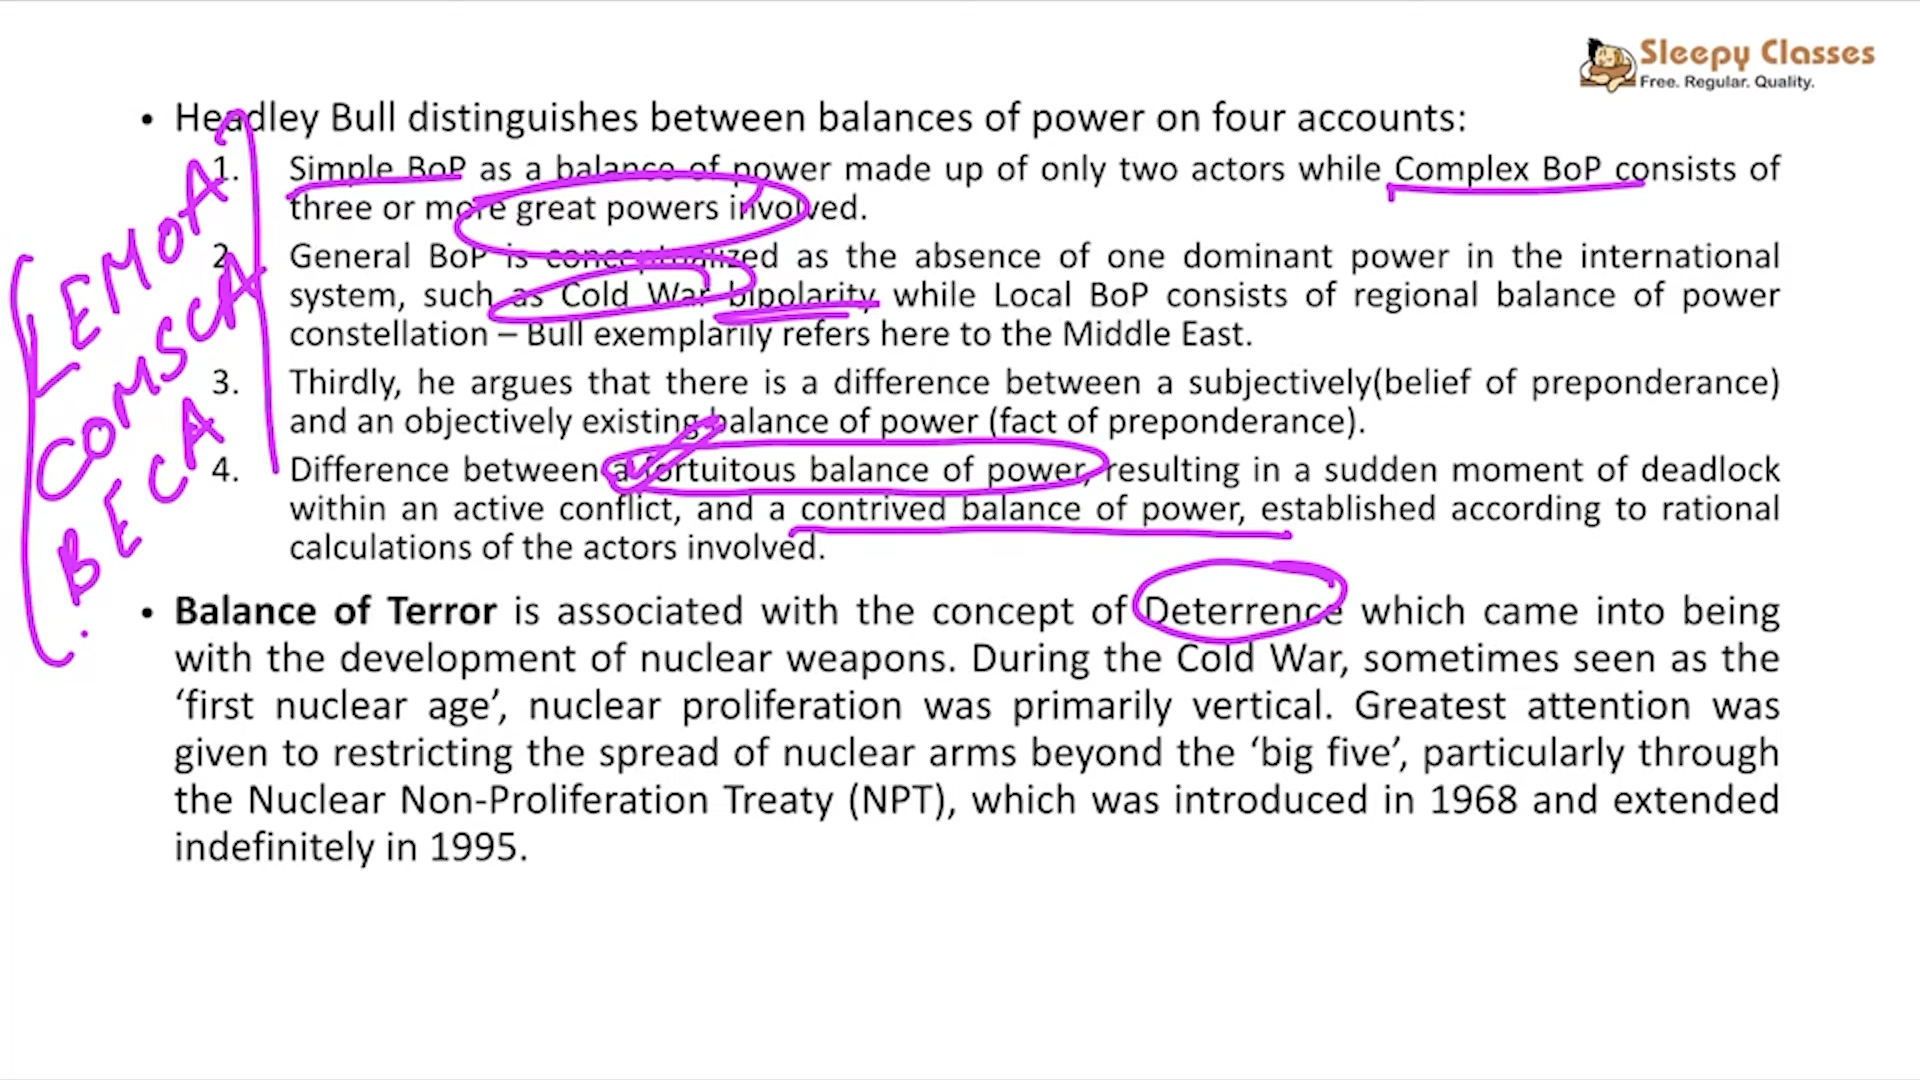 Sleepy Classes
Free. Regular. Quality.
• Headley Bull distinguishes between balances of power on four accounts:
1. Simple BoP as a balance of power made up of only two actors while Complex BoP consists of
three or more great powers involved.
2. General BoP is conceptualized as the absence of one dominant power in the international
system, such as Cold War bipolarity while Local BoP consists of regional balance of power
constellation – Bull exemplarily refers here to the Middle East.
3. Thirdly, he argues that there is a difference between a subjectively(belief of preponderance)
and an objectively existing balance of power (fact of preponderance).
4. Difference between a fortuitous balance of power, resulting in a sudden moment of deadlock
within an active conflict, and a contrived balance of power, established according to rational
calculations of the actors involved.
• Balance of Terror is associated with the concept of Deterrence which came into being
with the development of nuclear weapons. During the Cold War, sometimes seen as the
‘first nuclear age’, nuclear proliferation was primarily vertical. Greatest attention was
given to restricting the spread of nuclear arms beyond the ‘big five’, particularly through
the Nuclear Non-Proliferation Treaty (NPT), which was introduced in 1968 and extended
indefinitely in 1995.
LEMOA
COMSCA
BECA